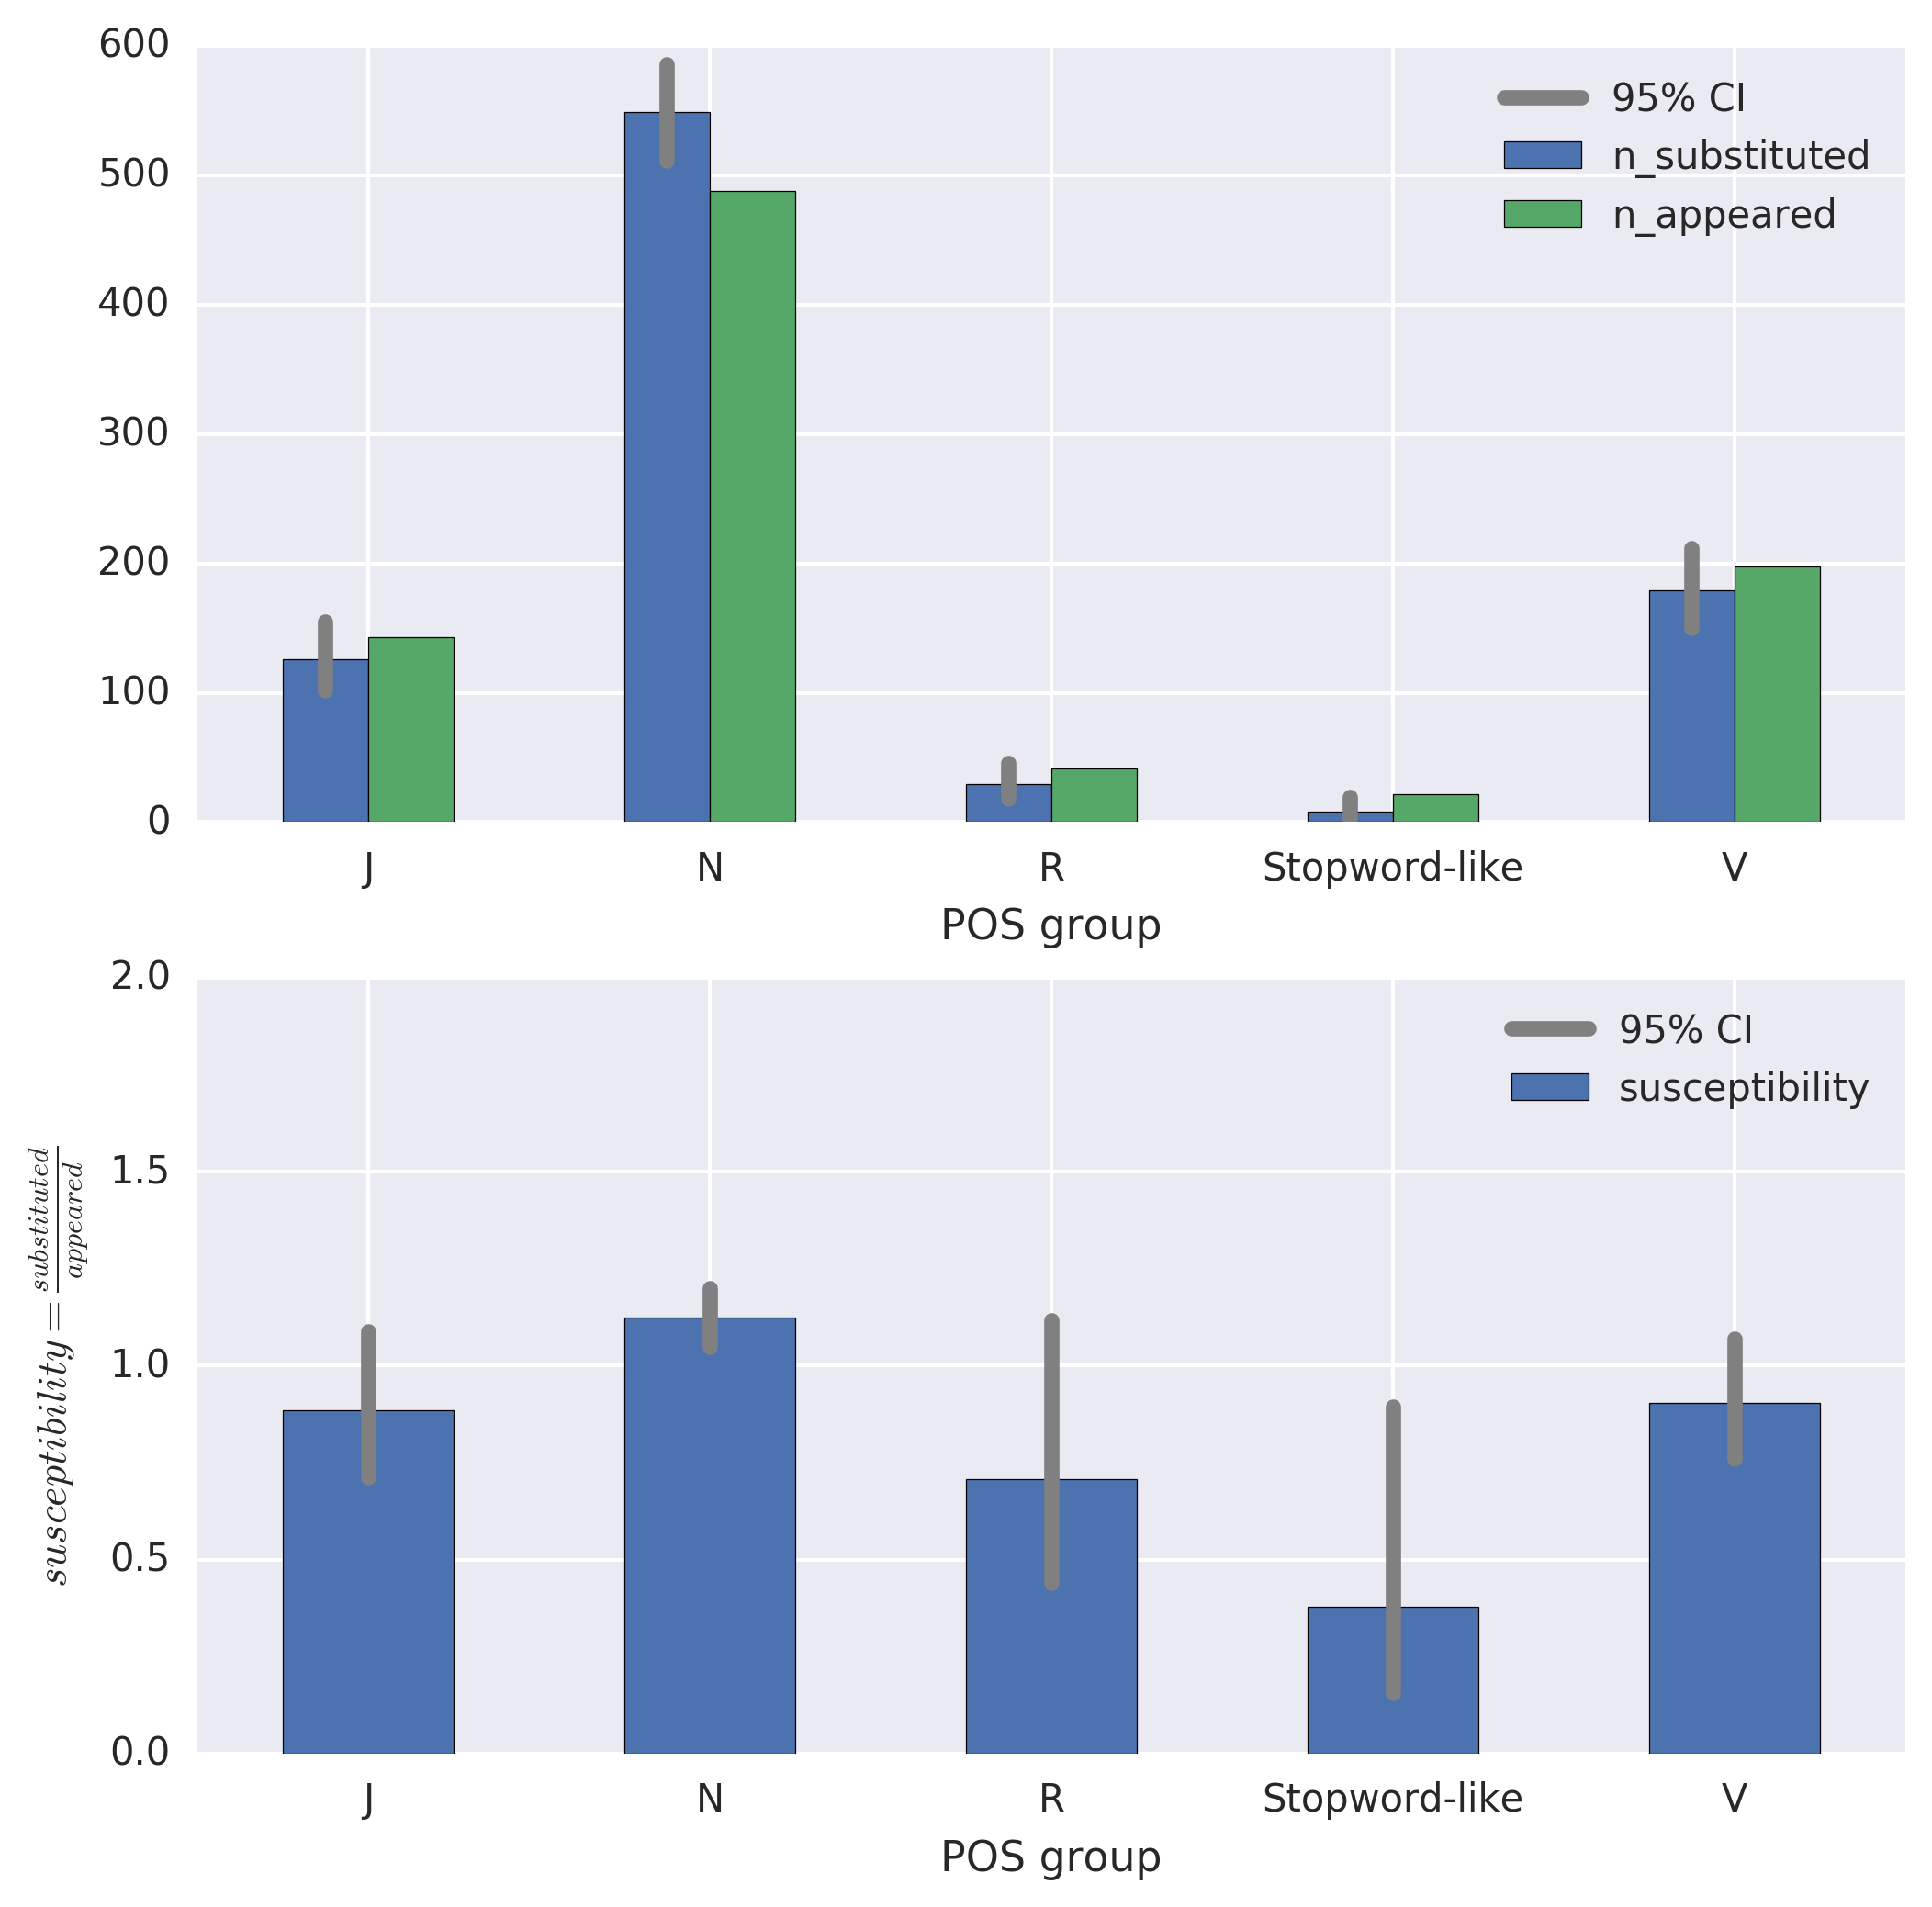 600
500
400
300
200
100
0
95% CI
n_substituted
n_appeared
J N R Stopword-like V
POS group
2.0
1.5
1.0
0.5
0.0
susceptibility = substituted / appeared
95% CI
susceptibility
J N R Stopword-like V
POS group